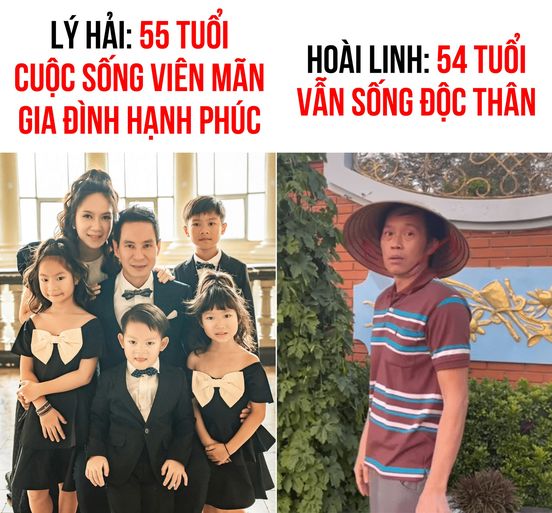 LÝ HẢI: 55 TUỔI
CUỘC SỐNG VIÊN MÃN
GIA ĐÌNH HẠNH PHÚC
HOÀI LINH: 54 TUỔI
VẪN SỐNG ĐỘC THÂN